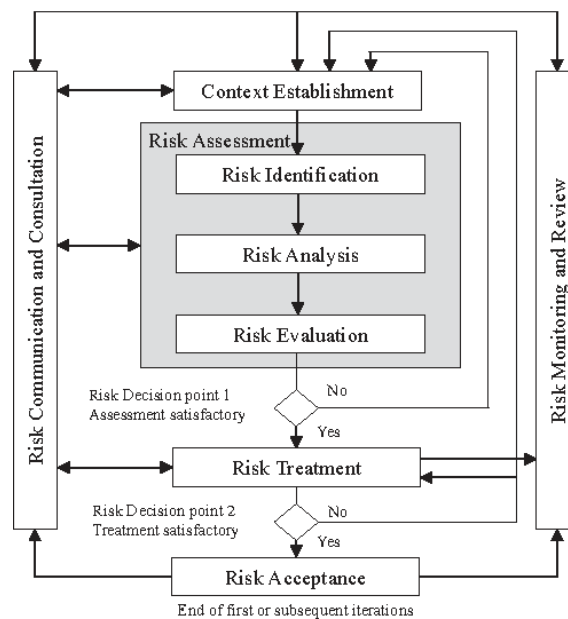 Context Establishment
Risk Communication and Consultation
Risk Monitoring and Review
Risk Assessment
Risk Identification
Risk Analysis
Risk Evaluation
Risk Decision point 1
Assessment satisfactory
No
Yes
Risk Treatment
Risk Decision point 2
Treatment satisfactory
No
Yes
Risk Acceptance
End of first or subsequent iterations